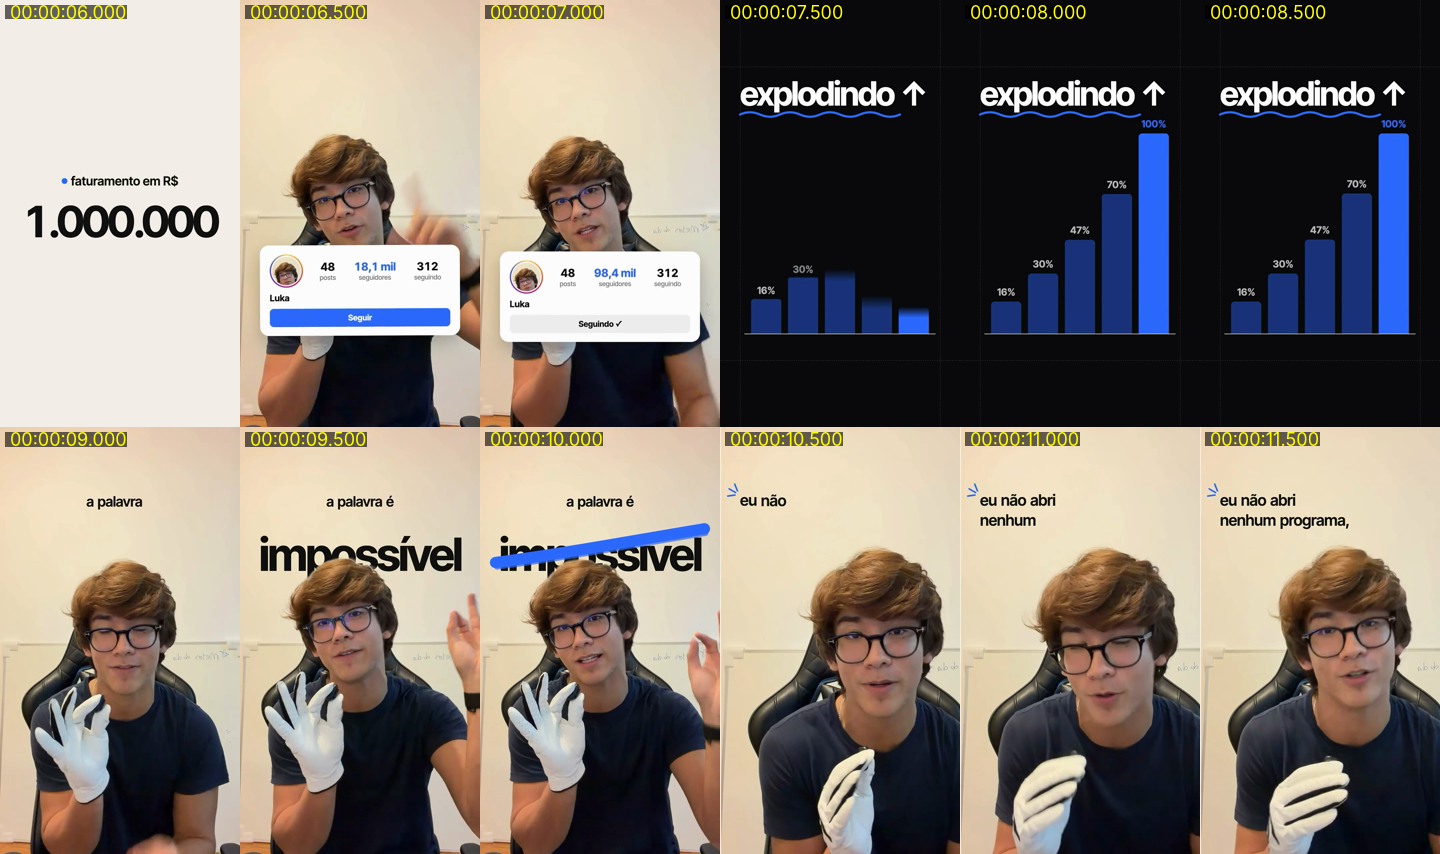 00:00:06.000
faturamento em R$
1.000.000
00:00:06.500
48
18,1 mil
312
posts
seguidores
seguindo
Luka
Seguir
00:00:07.000
48
98,4 mil
312
posts
seguidores
seguindo
Luka
Seguindo ✓
00:00:07.500
explodindo ↑
30%
16%
00:00:08.000
explodindo ↑
100%
70%
47%
30%
16%
00:00:08.500
explodindo ↑
100%
70%
47%
30%
16%
00:00:09.000
a palavra
00:00:09.500
a palavra é
impossível
00:00:10.000
a palavra é
impossível
00:00:10.500
eu não
00:00:11.000
eu não abri
nenhum
00:00:11.500
eu não abri
nenhum programa,